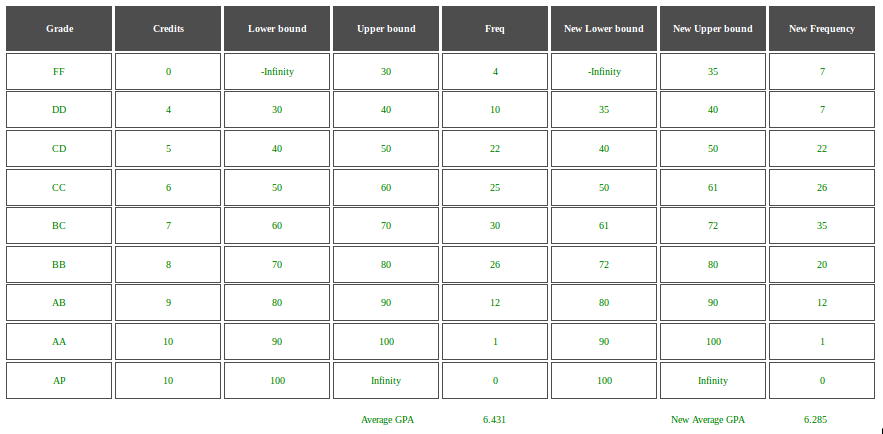 Grade Credits Lower bound Upper bound Freq New Lower bound New Upper bound New Frequency
FF 0 -Infinity 30 4 -Infinity 35 7
DD 4 30 40 10 35 40 7
CD 5 40 50 22 40 50 22
CC 6 50 60 25 50 61 26
BC 7 60 70 30 61 72 35
BB 8 70 80 26 72 80 20
AB 9 80 90 12 80 90 12
AA 10 90 100 1 90 100 1
AP 10 100 Infinity 0 100 Infinity 0
Average GPA 6.431 New Average GPA 6.285